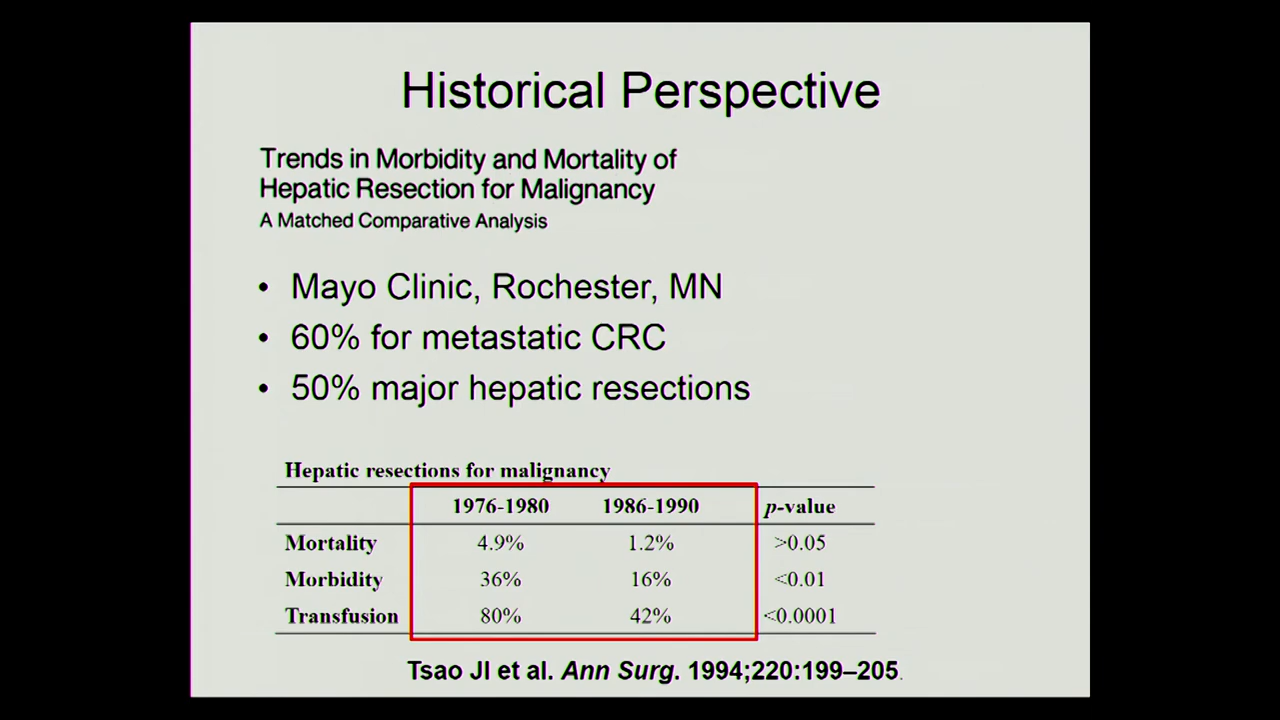 Historical Perspective
Trends in Morbidity and Mortality of
Hepatic Resection for Malignancy
A Matched Comparative Analysis
• Mayo Clinic, Rochester, MN
• 60% for metastatic CRC
• 50% major hepatic resections
Hepatic resections for malignancy
1976-1980 1986-1990 p-value
Mortality 4.9% 1.2% >0.05
Morbidity 36% 16% <0.01
Transfusion 80% 42% <0.0001
Tsao JI et al. Ann Surg. 1994;220:199–205.